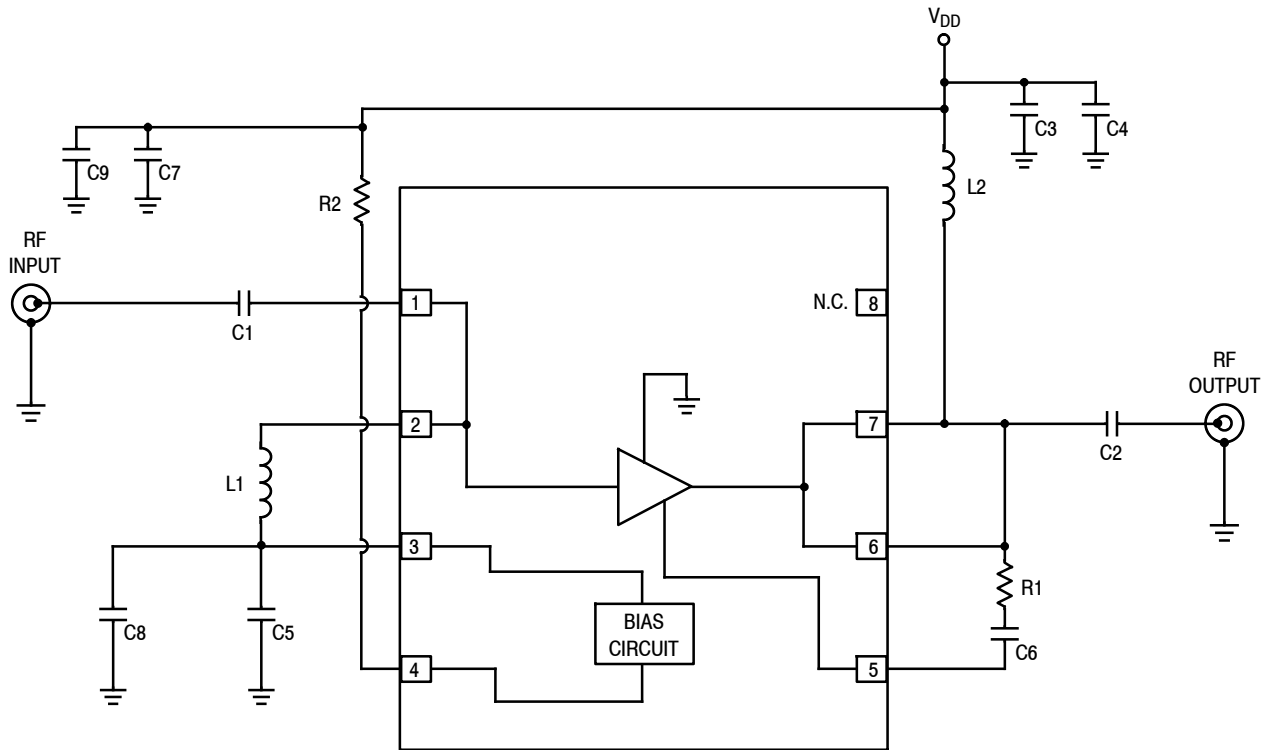 V_DD
C3
C4
C9
C7
R2
L2
RF
INPUT
C1
1
N.C.
8
RF
OUTPUT
2
7
C2
L1
3
6
R1
C8
C5
BIAS
CIRCUIT
C6
4
5